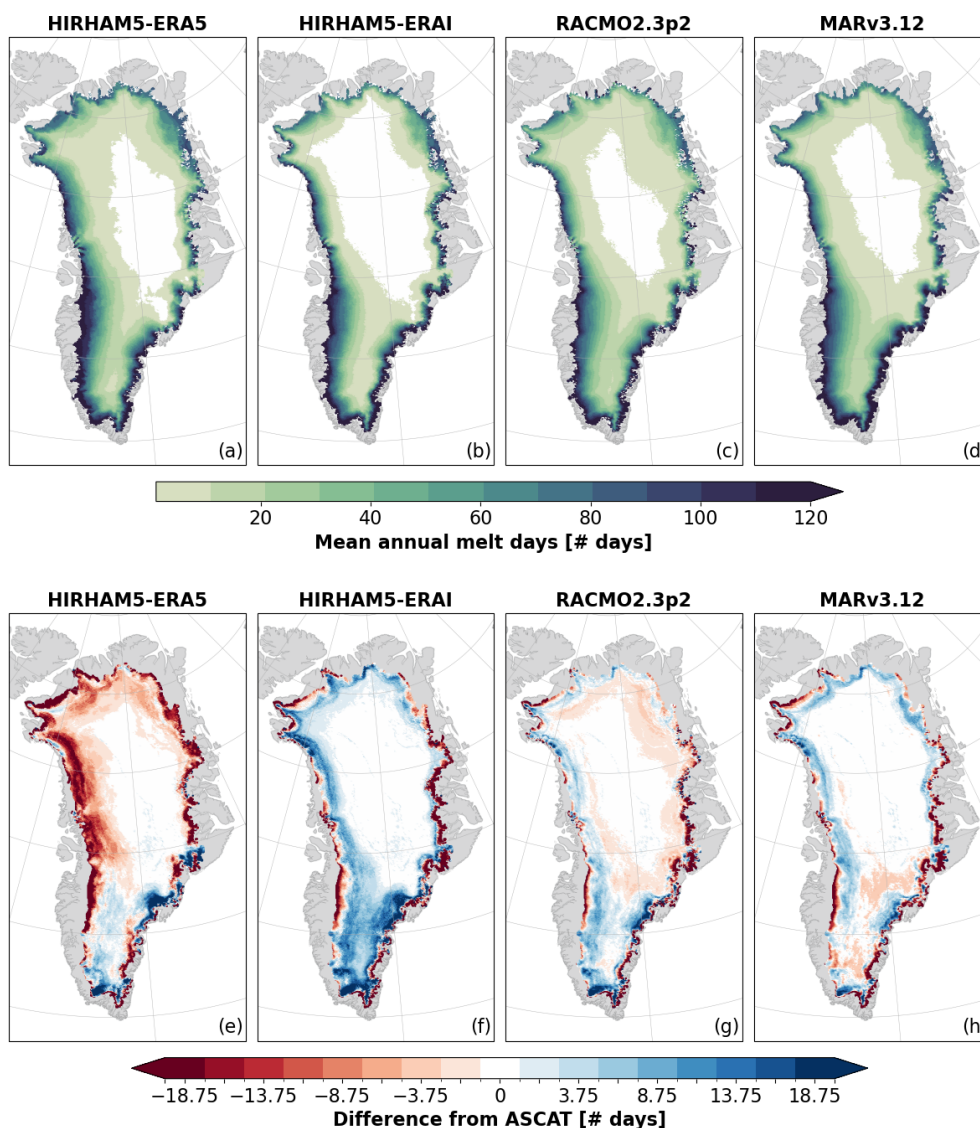 HIRHAM5-ERA5 HIRHAM5-ERAI RACMO2.3p2 MARv3.12
(a) (b) (c) (d)
20 40 60 80 100 120
Mean annual melt days [# days]
HIRHAM5-ERA5 HIRHAM5-ERAI RACMO2.3p2 MARv3.12
(e) (f) (g) (h)
−18.75 −13.75 −8.75 −3.75 0 3.75 8.75 13.75 18.75
Difference from ASCAT [# days]